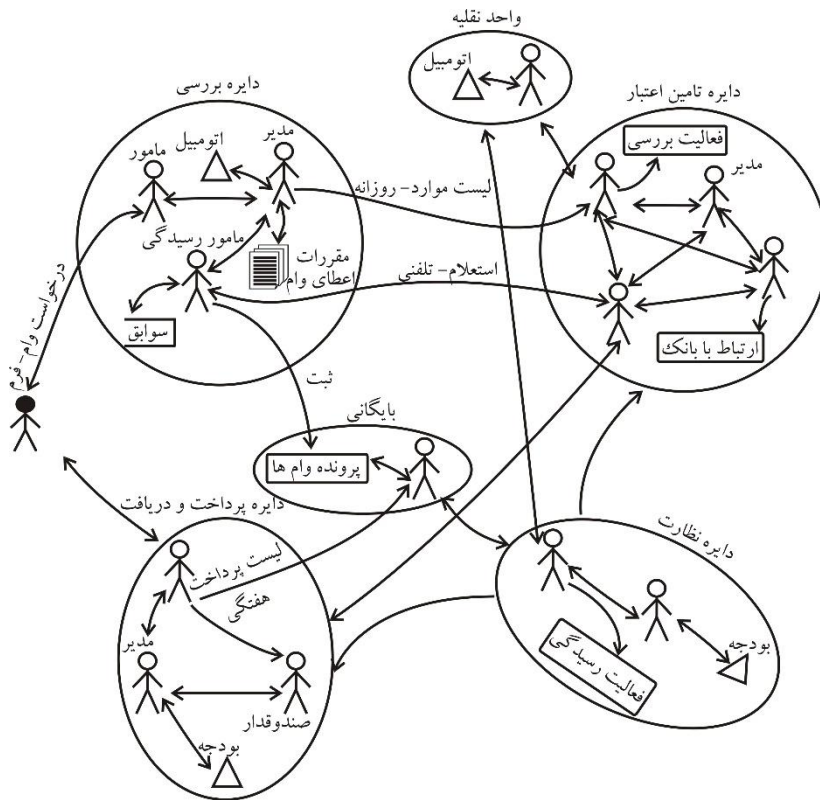 واحد نقلیه
اتومبیل
دایره تامین اعتبار
فعالیت بررسی
مدیر
ارتباط با بانک
دایره بررسی
مدیر
اتومبیل
مامور
مامور رسیدگی
مقررات
اعطای وام
سوابق
لیست موارد- روزانه
استعلام- تلفنی
درخواست وام- فرم
ثبت
بایگانی
پرونده وام ها
دایره پرداخت و دریافت
لیست پرداخت
هفتگی
مدیر
صندوقدار
بودجه
دایره نظارت
بودجه
فعالیت رسیدگی